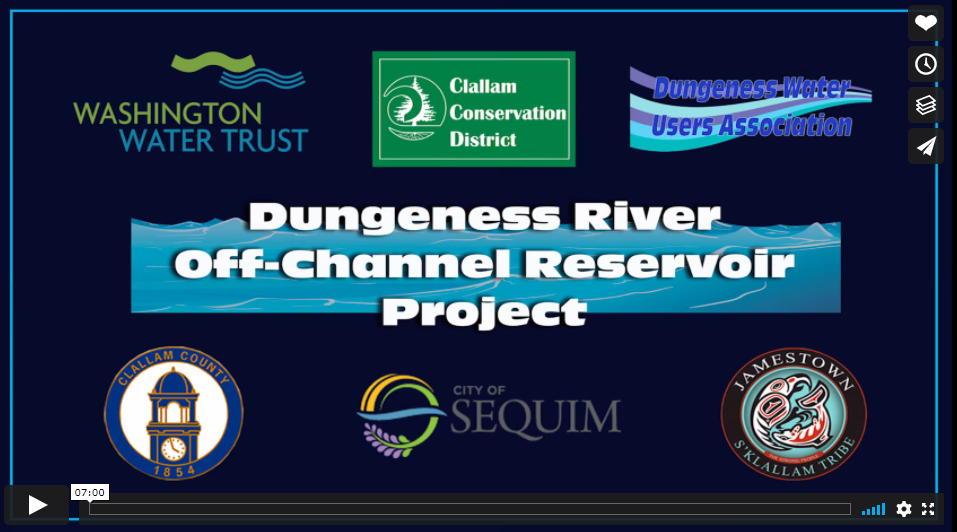 WASHINGTON
WATER TRUST
Clallam
Conservation
District
Dungeness Water
Users Association
Dungeness River
Off-Channel Reservoir
Project
CLALLAM COUNTY
1854
CITY OF
SEQUIM
JAMESTOWN
THE STRONG PEOPLE
S'KLALLAM TRIBE
07:00